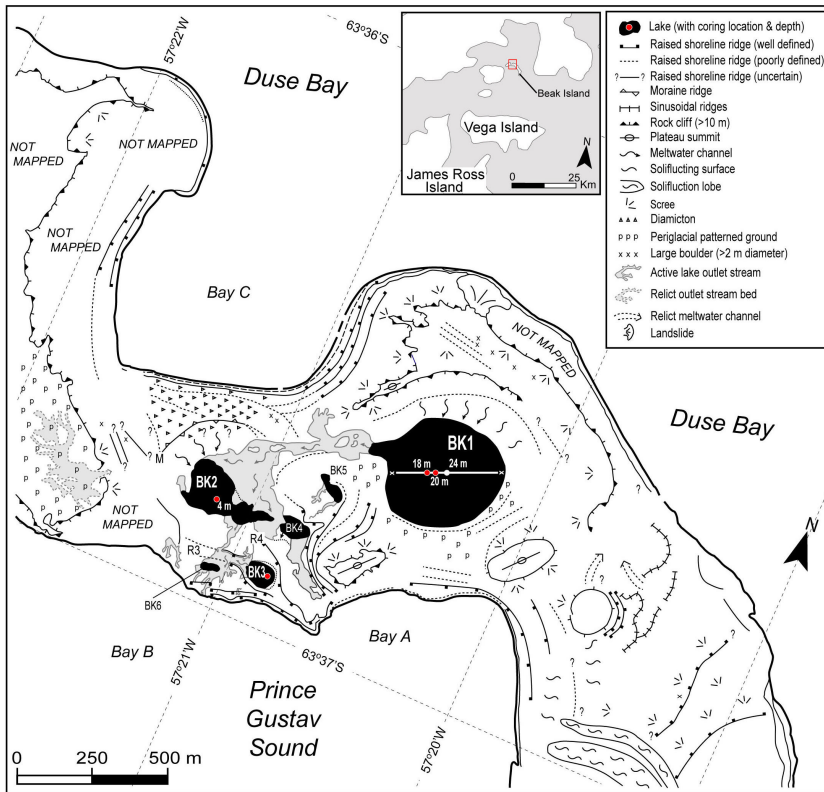 57°22'W
63°36'S
Duse Bay
NOT MAPPED
NOT
MAPPED
NOT
MAPPED
Bay C
Beak Island
Vega Island
James Ross
Island
N
0 25
Km
Lake (with coring location & depth)
Raised shoreline ridge (well defined)
Raised shoreline ridge (poorly defined)
? ? Raised shoreline ridge (uncertain)
Moraine ridge
Sinusoidal ridges
Rock cliff (>10 m)
Plateau summit
Meltwater channel
Soliflucting surface
Solifluction lobe
Scree
Diamicton
p p p Periglacial patterned ground
x x x Large boulder (>2 m diameter)
Active lake outlet stream
Relict outlet stream bed
Relict meltwater channel
Landslide
NOT MAPPED
Duse Bay
BK1
18 m 24 m
20 m
M
BK2
4 m
BK5
BK4
NOT
MAPPED
R3
R4
BK3
BK6
Bay A
Bay B
57°21'W
63°37'S
57°20'W
Prince
Gustav
Sound
N
0 250 500 m